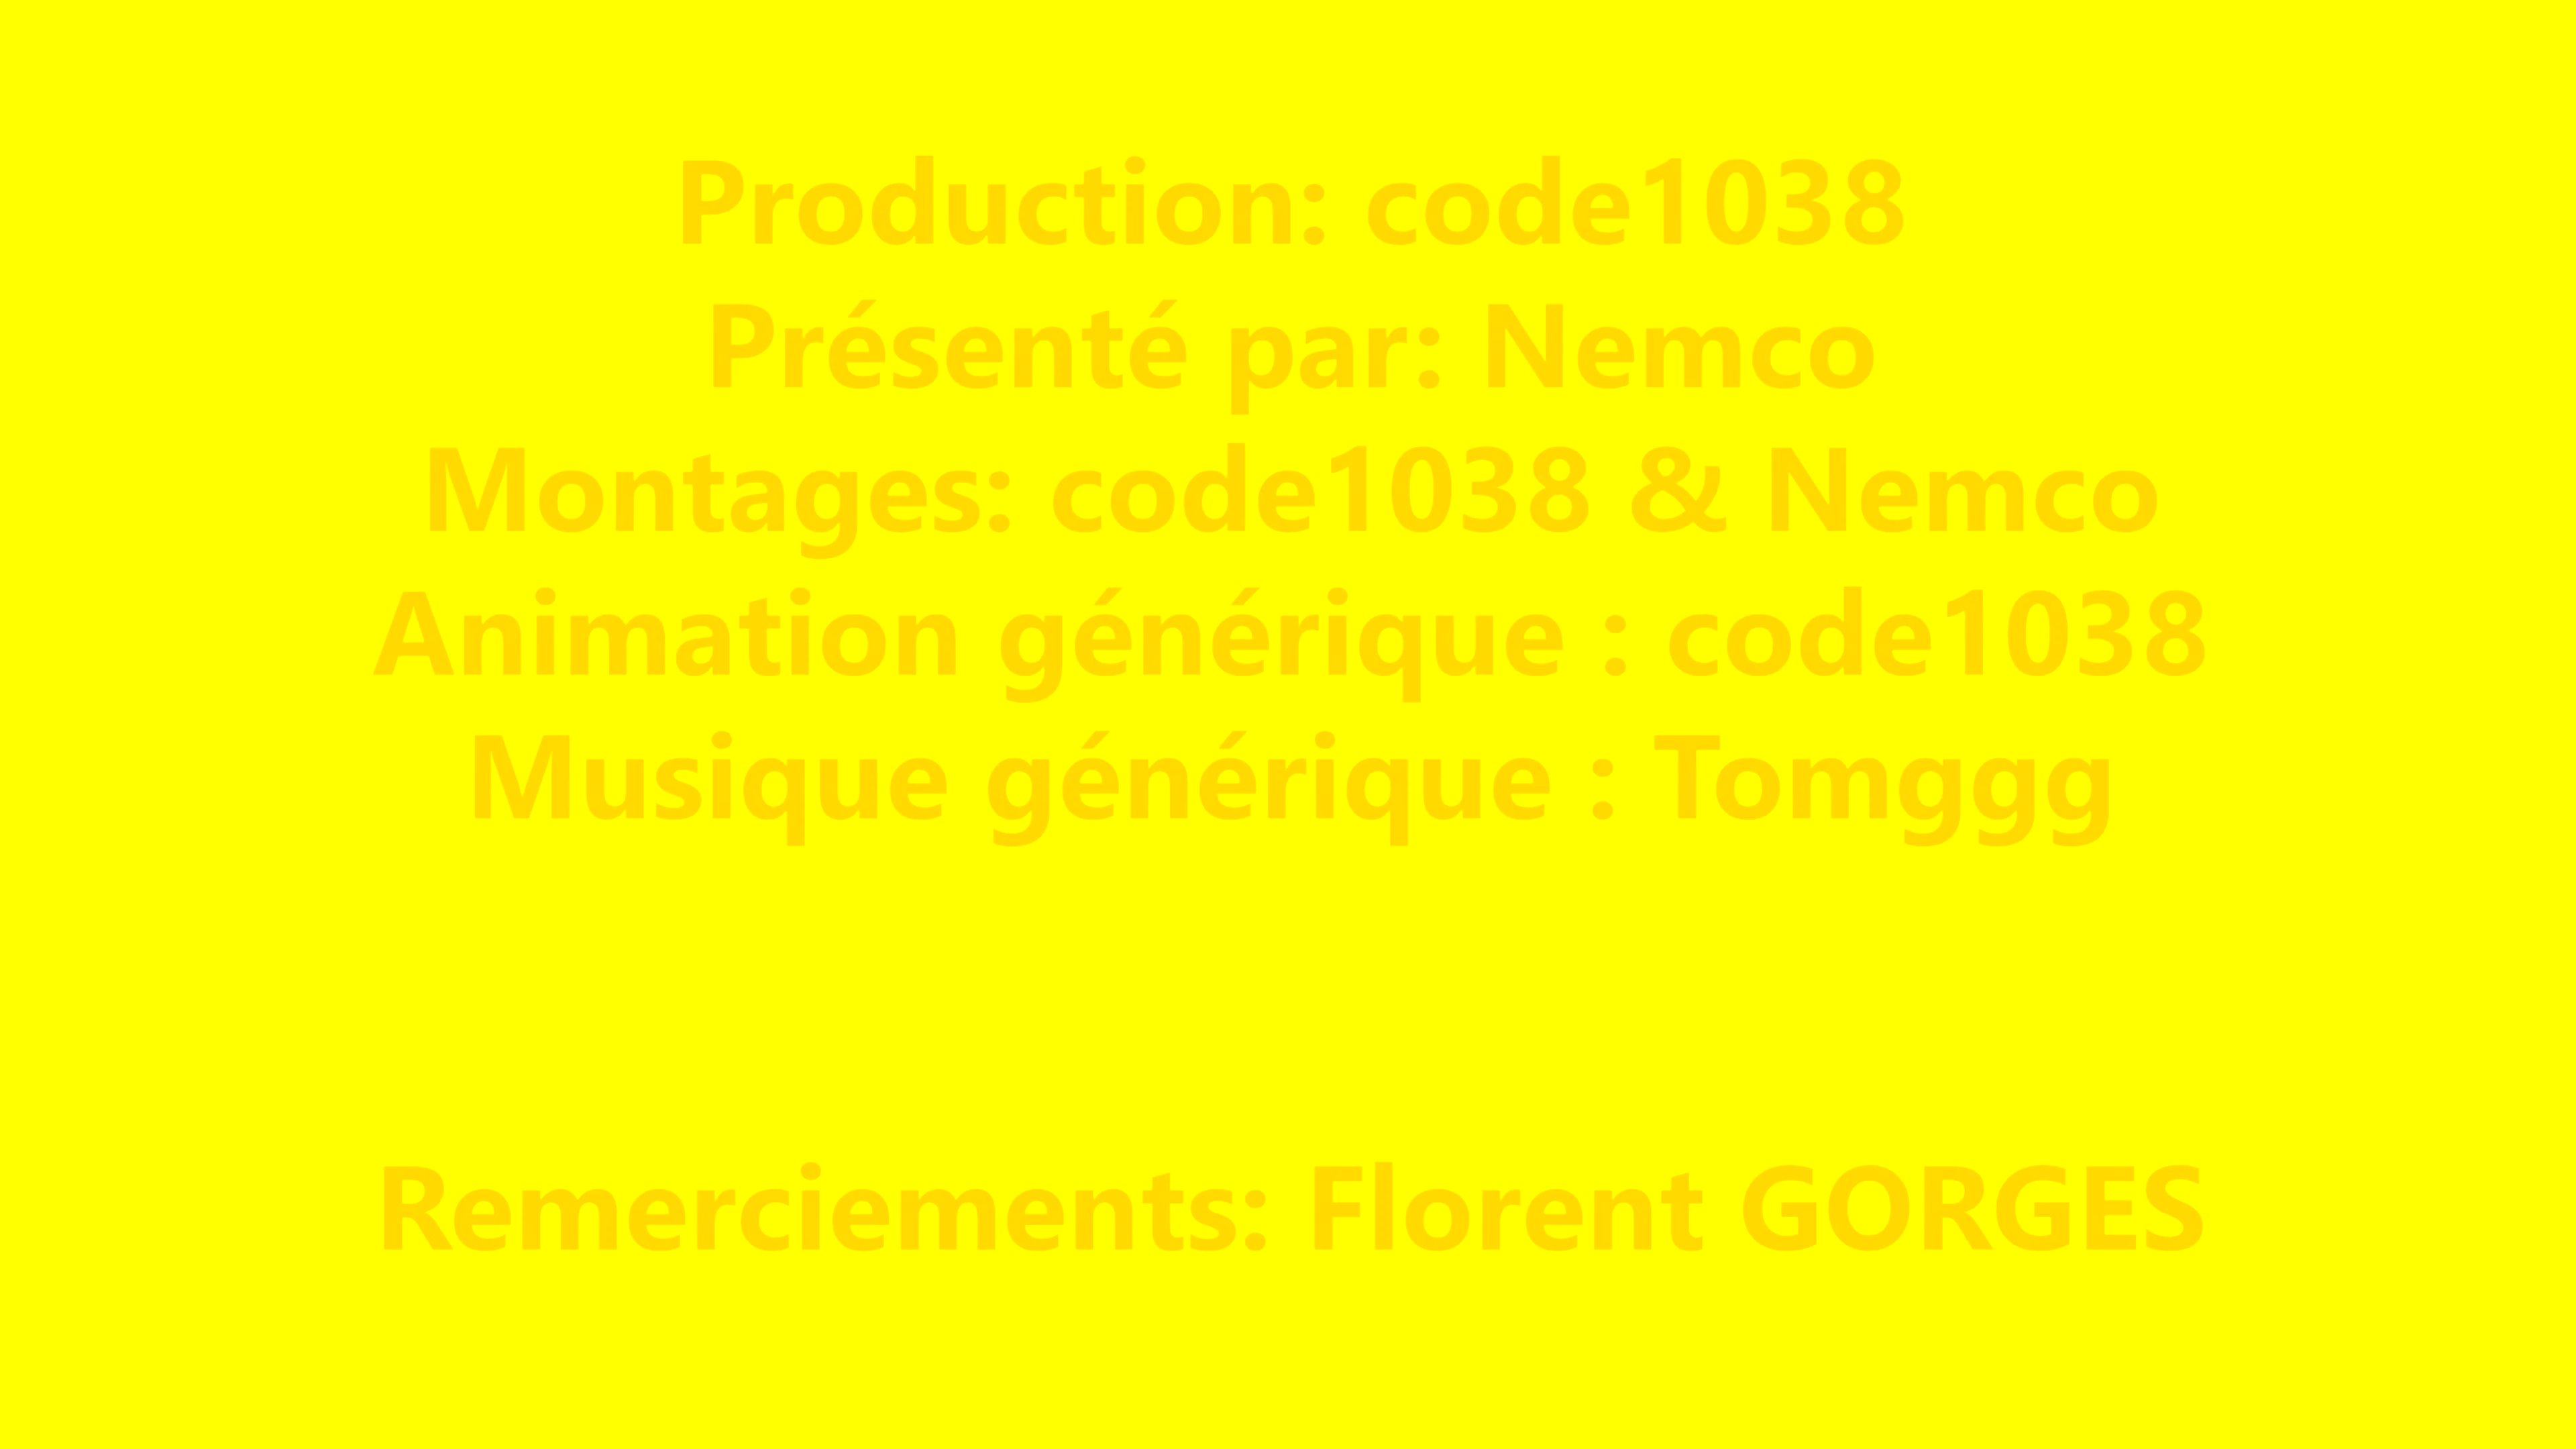 Production: code1038
Présenté par: Nemco
Montages: code1038 & Nemco
Animation générique : code1038
Musique générique : Tomggg
Remerciements: Florent GORGES